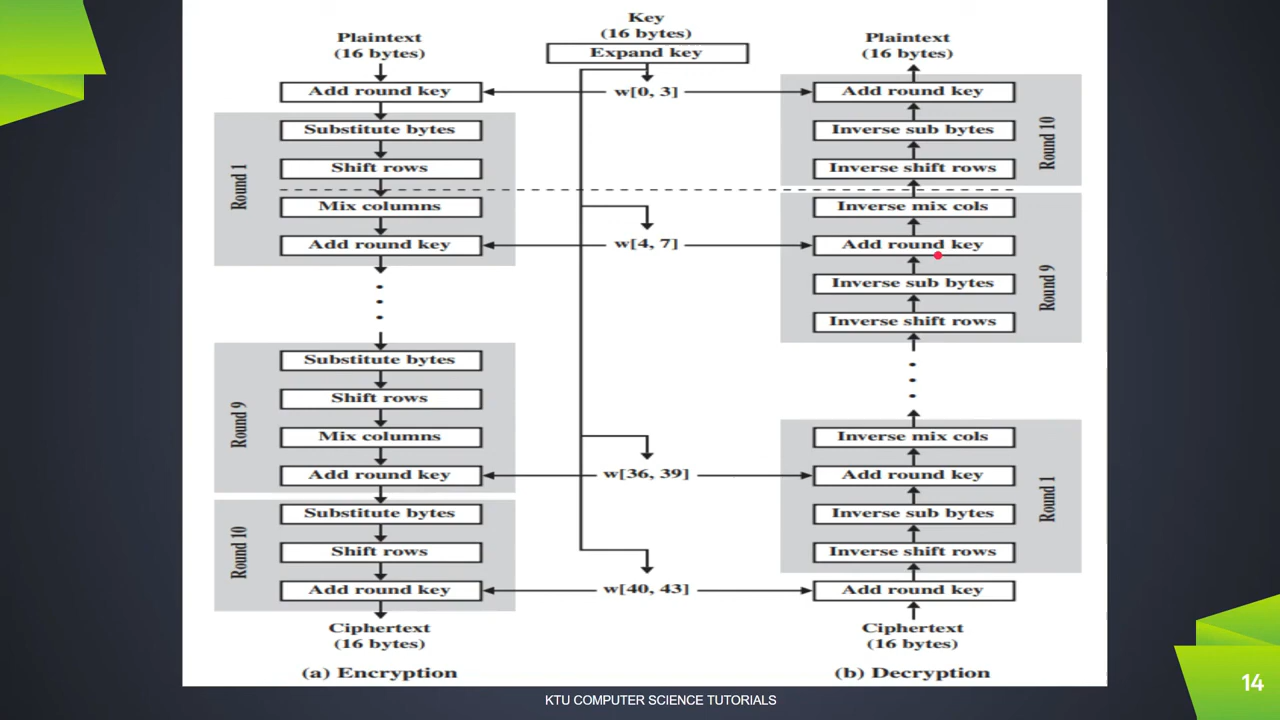 Plaintext
(16 bytes)
Add round key
Round 1
Substitute bytes
Shift rows
Mix columns
Add round key
Round 9
Substitute bytes
Shift rows
Mix columns
Add round key
Round 10
Substitute bytes
Shift rows
Add round key
Ciphertext
(16 bytes)
(a) Encryption
Key
(16 bytes)
Expand key
w[0, 3]
w[4, 7]
w[36, 39]
w[40, 43]
Plaintext
(16 bytes)
Add round key
Inverse sub bytes
Inverse shift rows
Round 10
Inverse mix cols
Add round key
Inverse sub bytes
Inverse shift rows
Round 9
Inverse mix cols
Add round key
Inverse sub bytes
Inverse shift rows
Round 1
Add round key
Ciphertext
(16 bytes)
(b) Decryption
KTU COMPUTER SCIENCE TUTORIALS
14